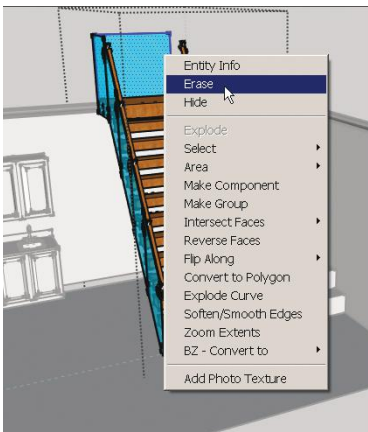 Entity Info
Erase
Hide
Explode
Select
Area
Make Component
Make Group
Intersect Faces
Reverse Faces
Flip Along
Convert to Polygon
Explode Curve
Soften/Smooth Edges
Zoom Extents
BZ - Convert to
Add Photo Texture